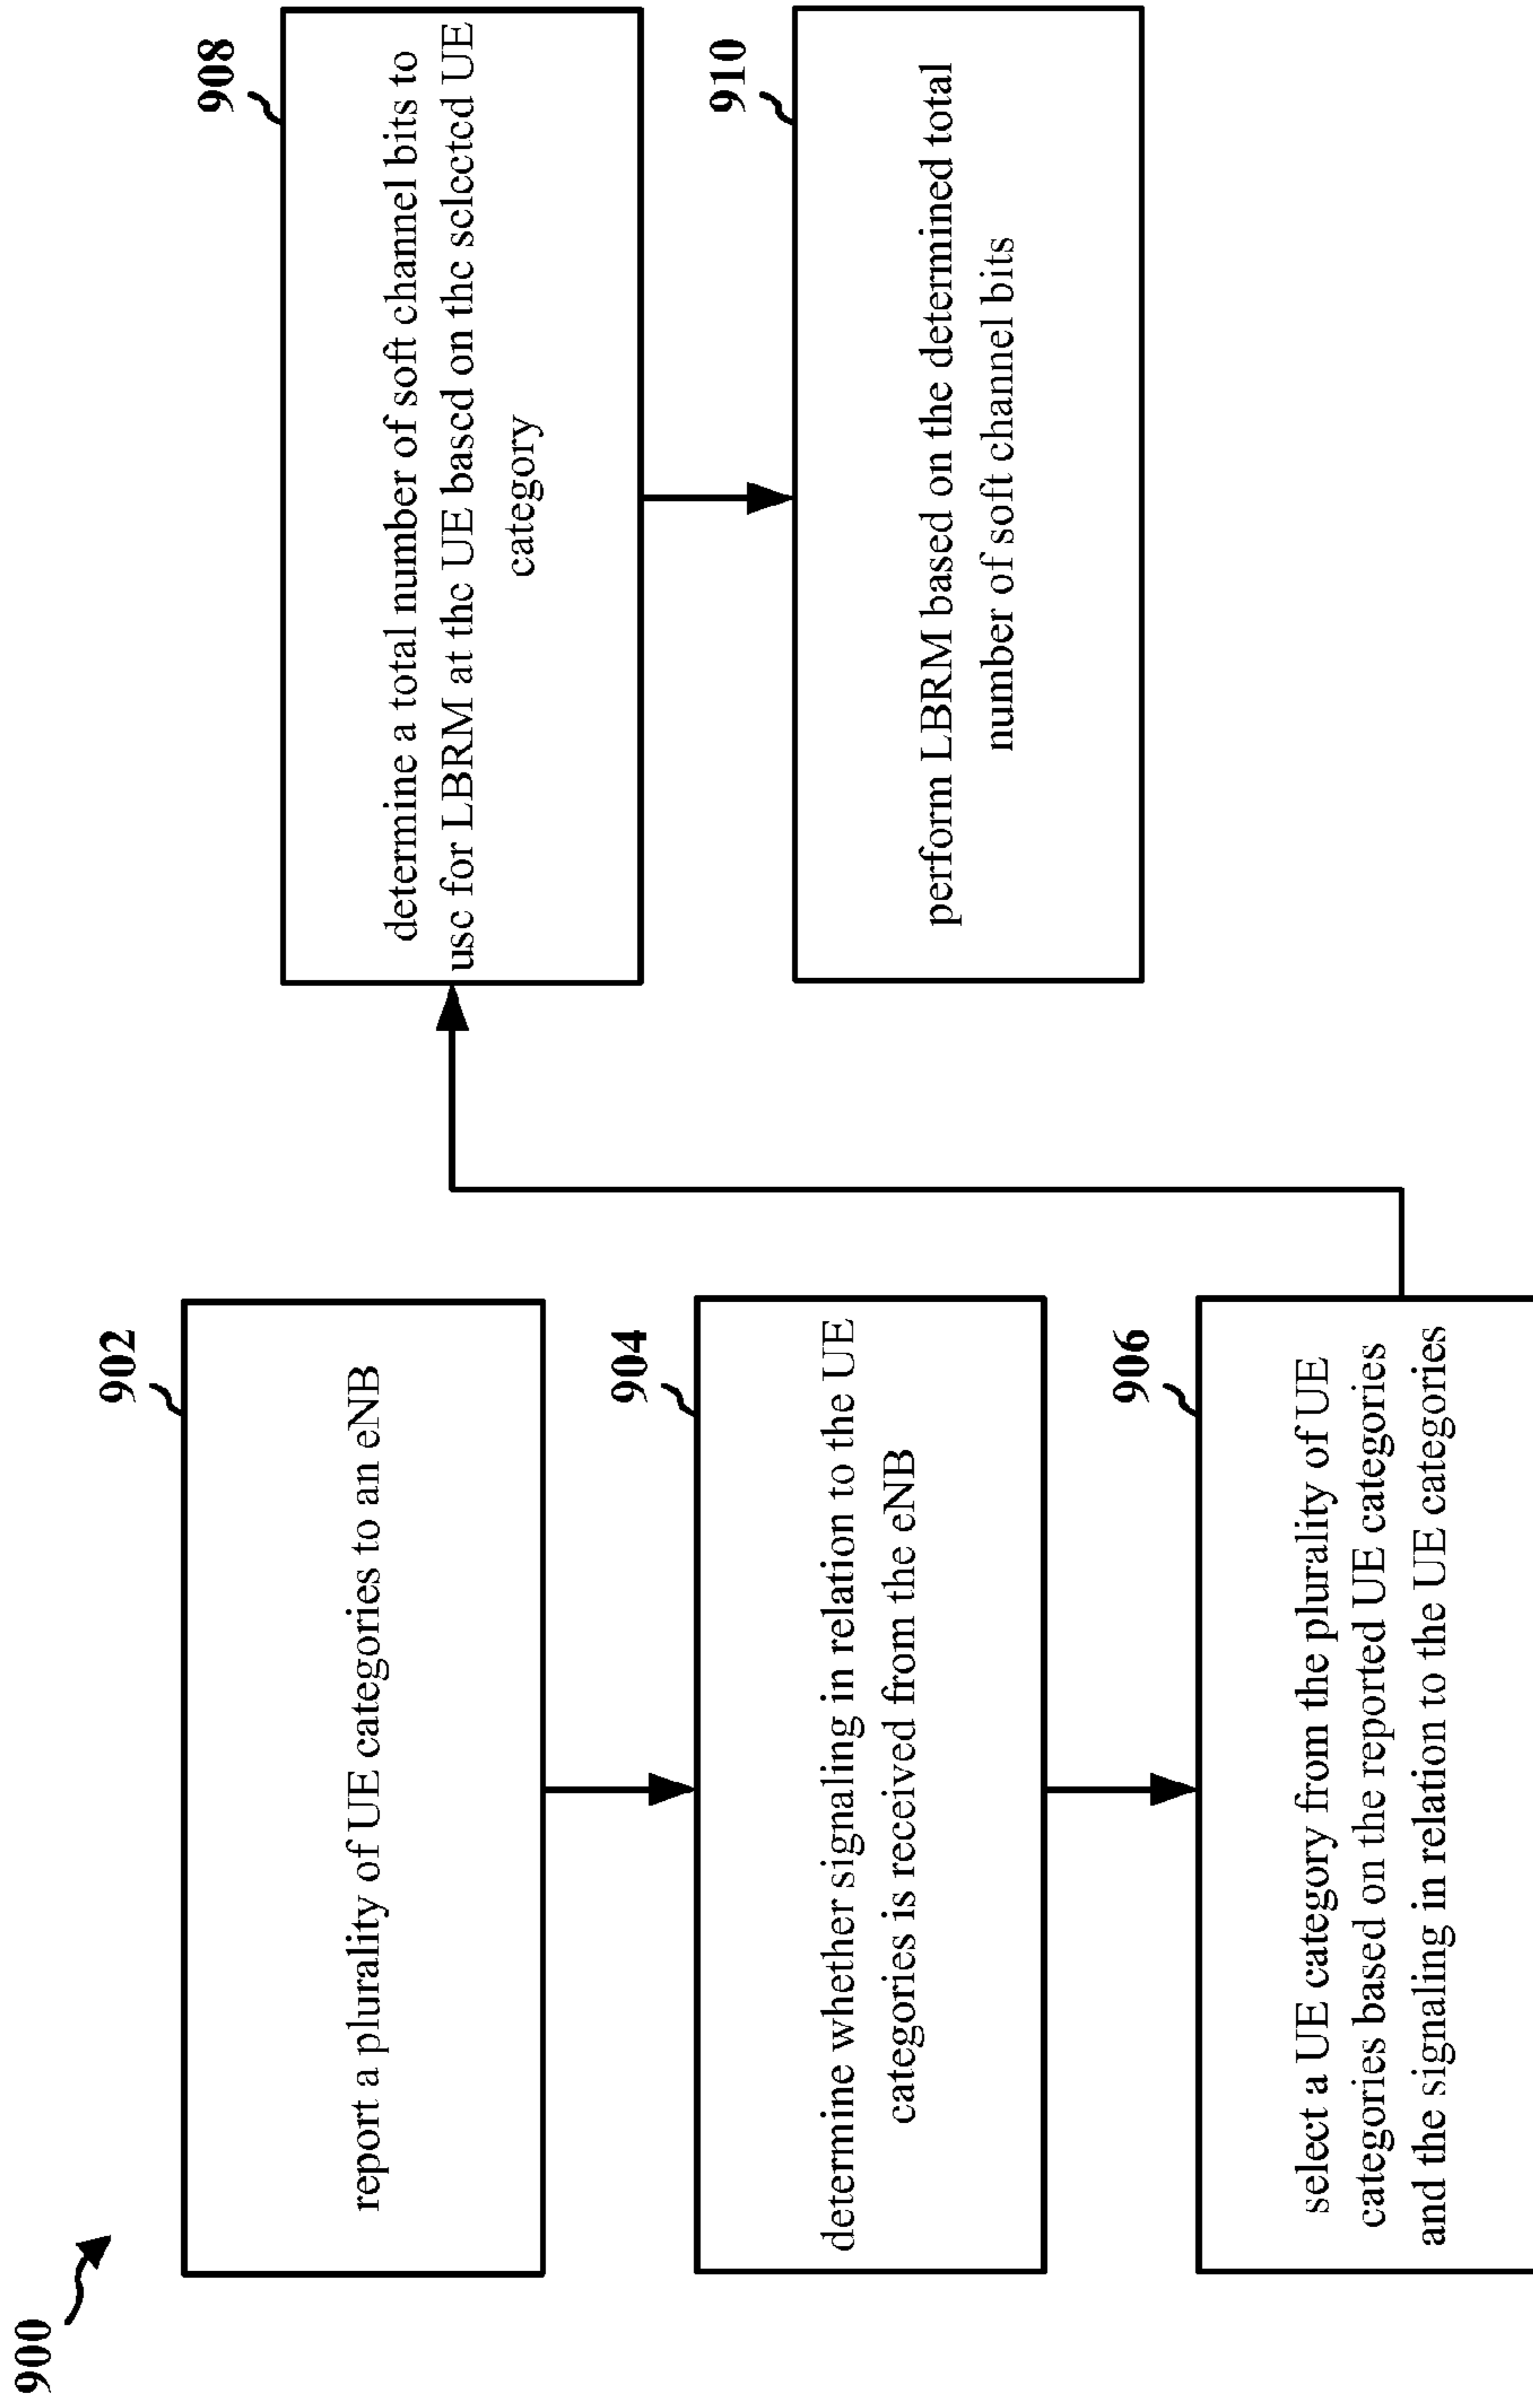 900
902
report a plurality of UE categories to an eNB
904
determine whether signaling in relation to the UE
categories is received from the eNB
906
select a UE category from the plurality of UE
categories based on the reported UE categories
and the signaling in relation to the UE categories
908
determine a total number of soft channel bits to
use for LBRM at the UE based on the selected UE
category
910
perform LBRM based on the determined total
number of soft channel bits